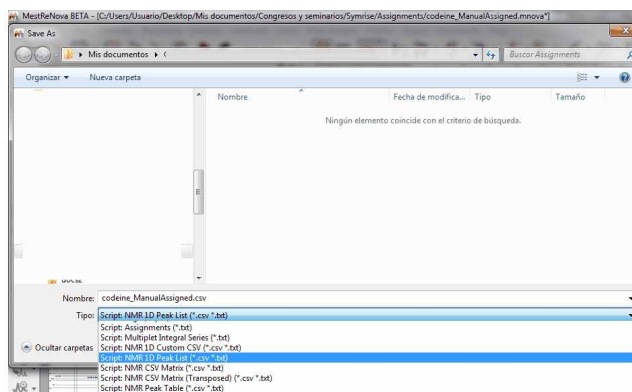 MestReNova BETA - [C:/Users/Usuario/Desktop/Mis documentos/Congresos y seminarios/Symrise/Assignments/codeine_ManualAssigned.mnova*]
Save As
Mis documentos
Buscar Assignments
Organizar
Nueva carpeta
Nombre
Fecha de modifica...
Tipo
Tamaño
Ningún elemento coincide con el criterio de búsqueda.
Nombre: codeine_ManualAssigned.csv
Tipo: Script: NMR 1D Peak List (*.csv *.txt)
Script: Assignments (*.txt)
Script: Multiplet Integral Series (*.txt)
Script: NMR 1D Custom CSV (*.csv *.txt)
Ocultar carpetas
Script: NMR 1D Peak List (*.csv *.txt)
Script: NMR CSV Matrix (*.csv *.txt)
Script: NMR CSV Matrix (Transposed) (*.csv *.txt)
Script: NMR Peak Table (*.csv *.txt)